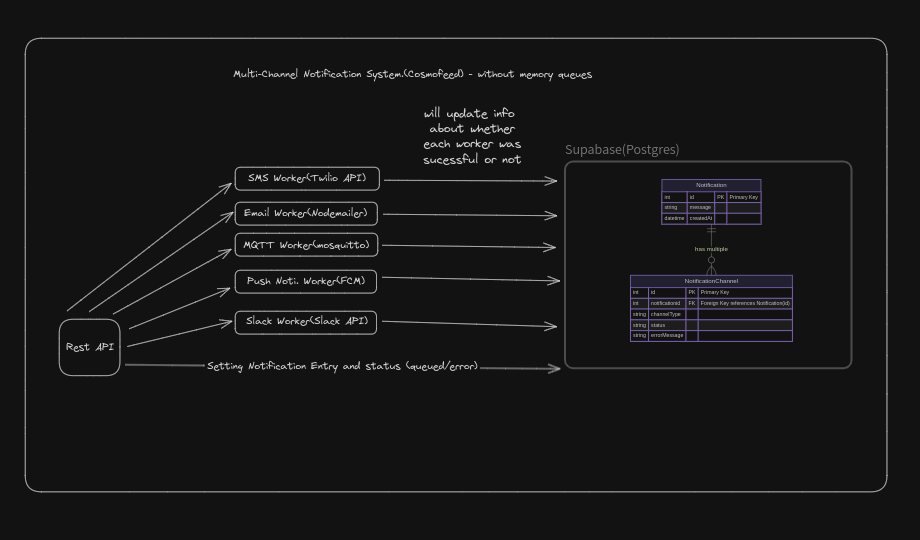 Multi-Channel Notification System.(Cosmofeed) - without memory queues
will update info
about whether
each worker was
sucessful or not
Supabase(Postgres)
SMS Worker(Twilio API)
Email Worker(Nodemailer)
MQTT Worker(mosquitto)
Push Noti. Worker(FCM)
Slack Worker(Slack API)
Rest API
Setting Notification Entry and status (queued/error)
Notification
int id PK Primary Key
string message
datetime createdAt
has multiple
NotificationChannel
int id PK Primary Key
int notificationId FK Foreign Key references Notification(id)
string channelType
string status
string errorMessage